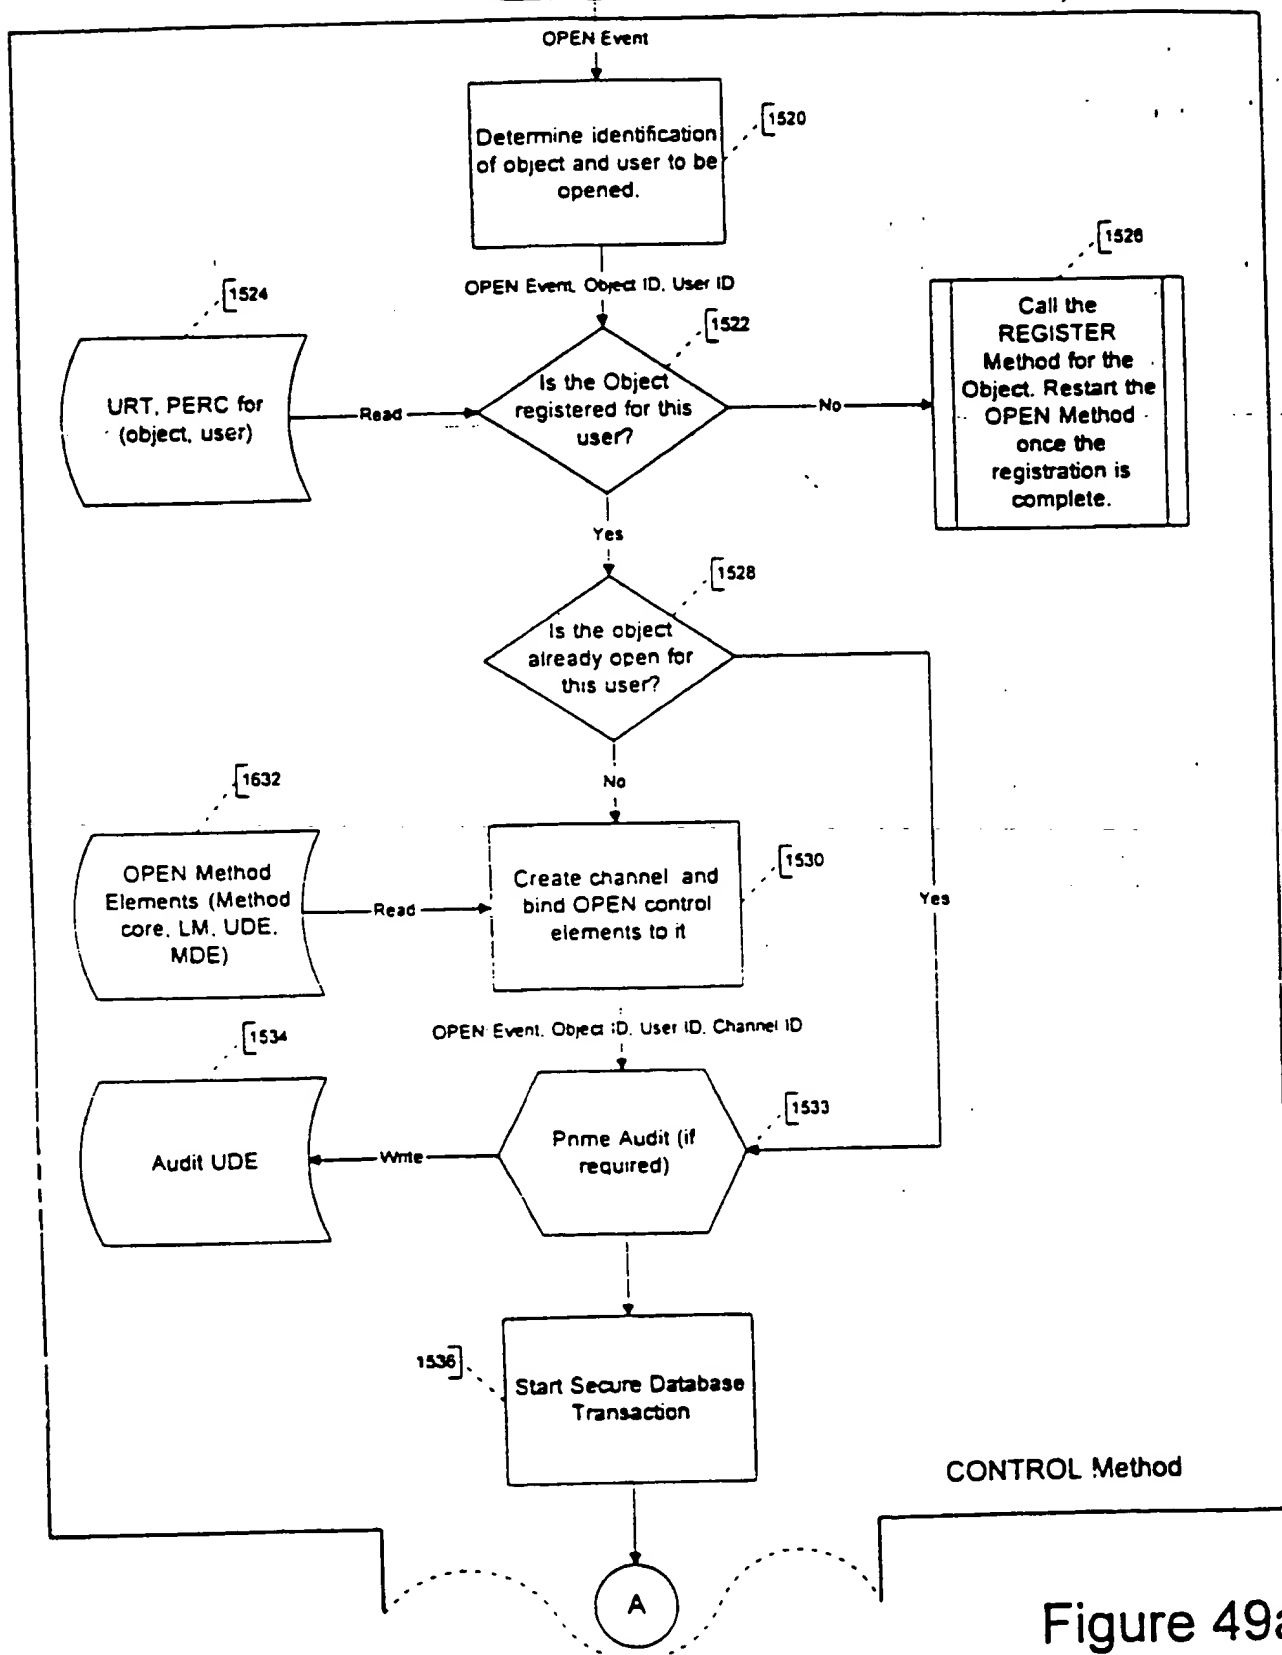 OPEN Event
1520
Determine identification
of object and user to be
opened.
1526
OPEN Event, Object ID, User ID
1524
1522
Call the
REGISTER
Method for the
Object. Restart the
OPEN Method
once the
registration is
complete.
Is the Object
registered for this
user?
URT, PERC for
(object, user)
Read
No
Yes
1528
Is the object
already open for
this user?
No
1632
1530
OPEN Method
Elements (Method
core, LM, UDE,
MDE)
Read
Create channel and
bind OPEN control
elements to it
Yes
OPEN Event, Object ID, User ID, Channel ID
1534
1533
Prime Audit (if
required)
Audit UDE
Write
1536
Start Secure Database
Transaction
CONTROL Method
A
Figure 49a